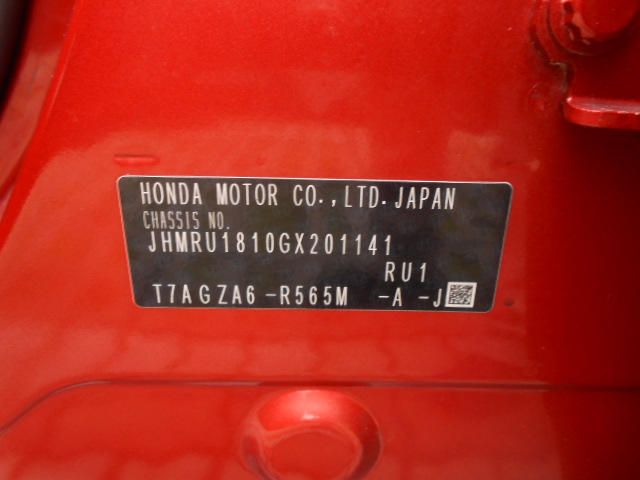 HONDA MOTOR CO.,LTD.JAPAN
CHASSIS NO.
JHMRU1810GX201141
RU1
T7AGZA6-R565M -A -J